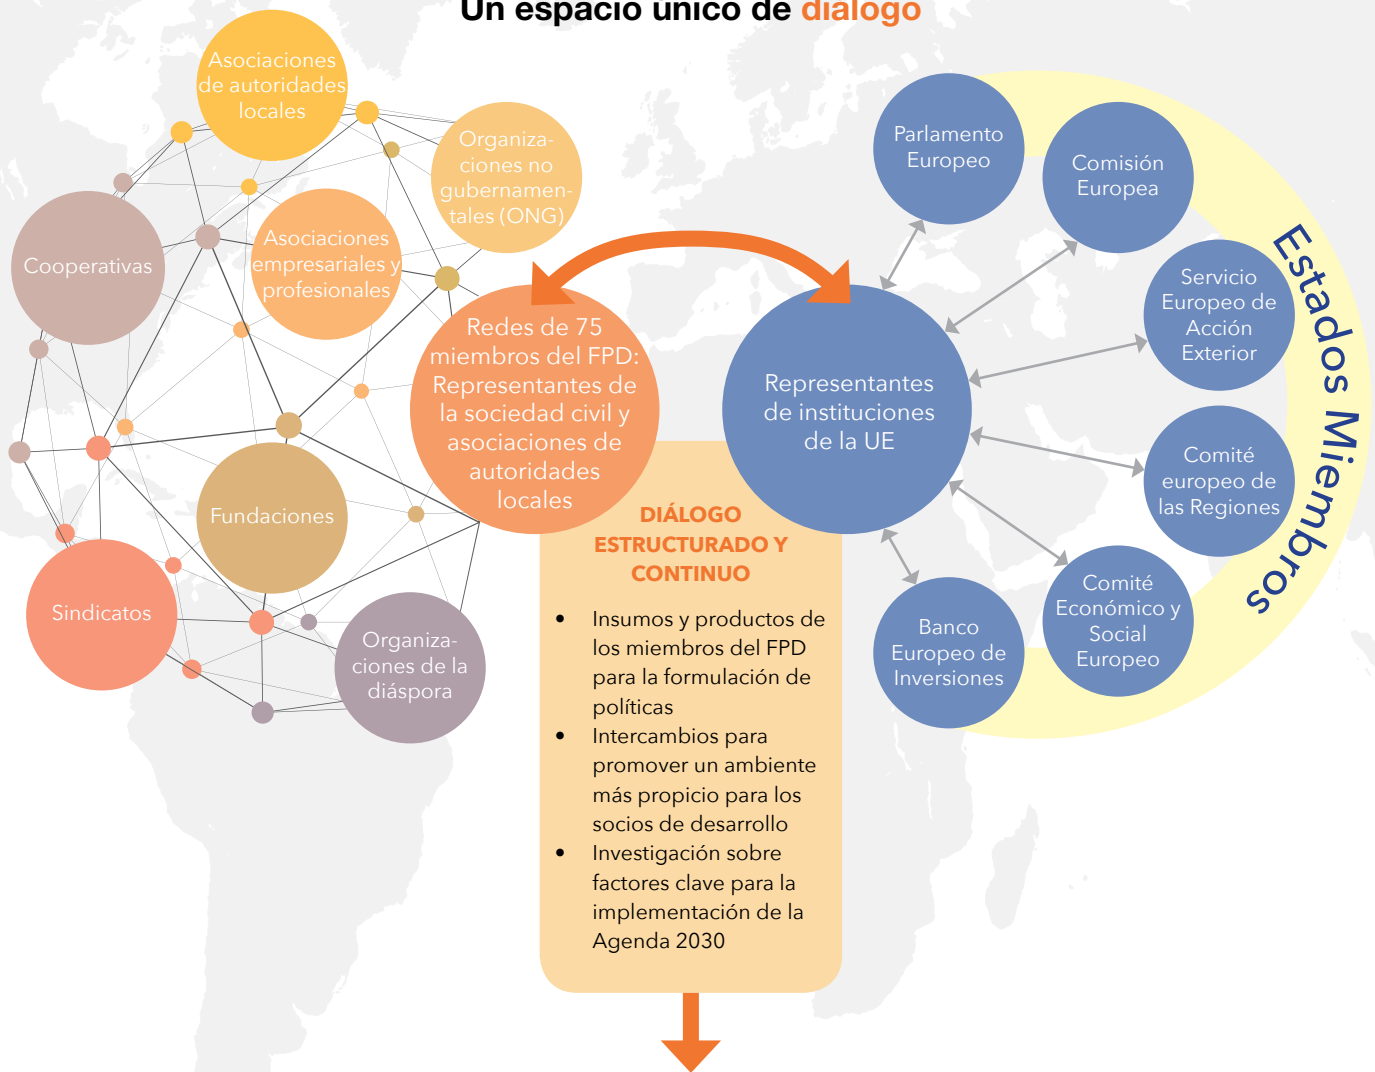 Un espacio único de diálogo
Asociaciones
de autoridades
locales
Organiza-
ciones no
gubernamen-
tales (ONG)
Cooperativas
Asociaciones
empresariales y
profesionales
Fundaciones
Sindicatos
Organiza-
ciones de la
diáspora
Redes de 75
miembros del FPD:
Representantes de
la sociedad civil y
asociaciones de
autoridades
locales
Representantes
de instituciones
de la UE
Parlamento
Europeo
Comisión
Europea
Servicio
Europeo de
Acción
Exterior
Comité
europeo de
las Regiones
Comité
Económico y
Social
Europeo
Banco
Europeo de
Inversiones
Estados Miembros
DIÁLOGO
ESTRUCTURADO Y
CONTINUO
• Insumos y productos de
los miembros del FPD
para la formulación de
políticas
• Intercambios para
promover un ambiente
más propicio para los
socios de desarrollo
• Investigación sobre
factores clave para la
implementación de la
Agenda 2030